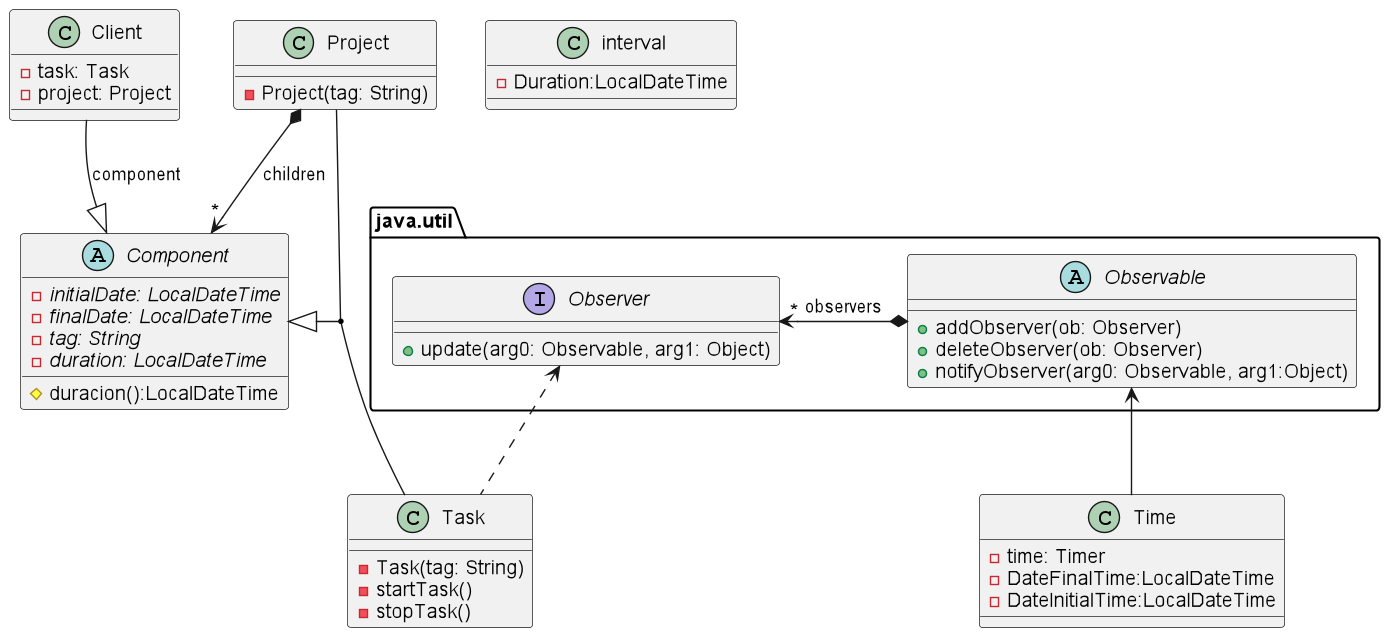 C Client
task: Task
project: Project
C Project
Project(tag: String)
C interval
Duration:LocalDateTime
component
children
*
java.util
A Component
initialDate: LocalDateTime
finalDate: LocalDateTime
tag: String
duration: LocalDateTime
duracion():LocalDateTime
I Observer
update(arg0: Observable, arg1: Object)
* observers
A Observable
addObserver(ob: Observer)
deleteObserver(ob: Observer)
notifyObserver(arg0: Observable, arg1:Object)
C Task
Task(tag: String)
startTask()
stopTask()
C Time
time: Timer
DateFinalTime:LocalDateTime
DateInitialTime:LocalDateTime